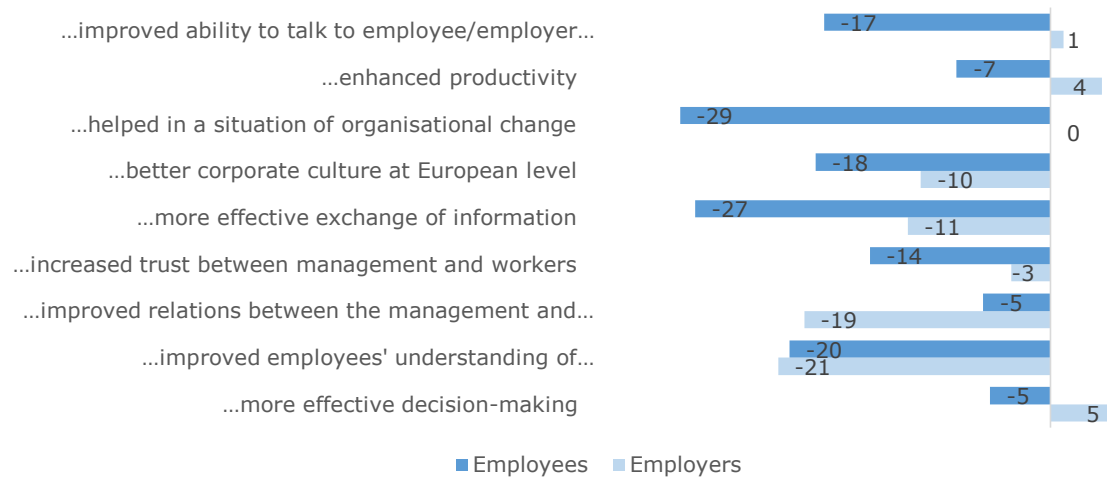 …improved ability to talk to employee/employer… -17 1
…enhanced productivity -7 4
…helped in a situation of organisational change -29 0
…better corporate culture at European level -18 -10
…more effective exchange of information -27 -11
…increased trust between management and workers -14 -3
…improved relations between the management and… -5 -19
…improved employees' understanding of… -20 -21
…more effective decision-making -5 5
Employees Employers